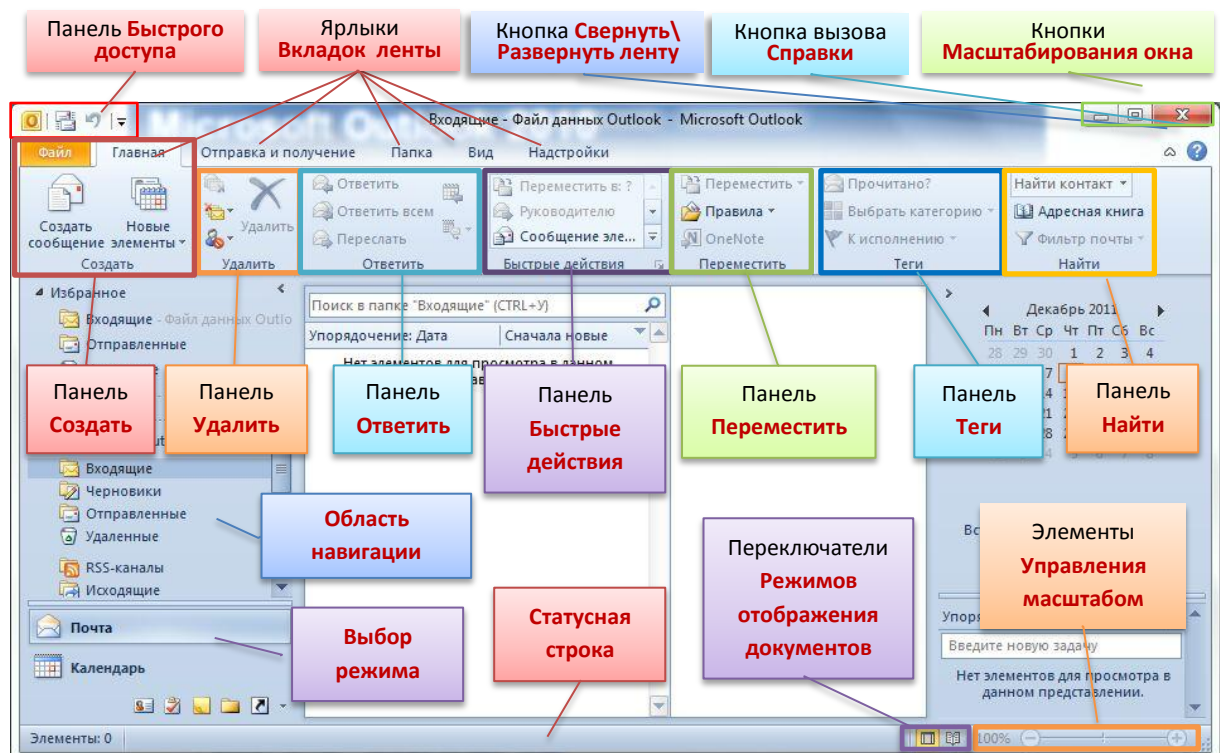 Панель Быстрого
доступа
Ярлыки
Вкладок ленты
Кнопка Свернуть\
Развернуть ленту
Кнопка вызова
Справки
Кнопки
Масштабирования окна
Входящие - Файл данных Outlook - Microsoft Outlook
Файл
Главная
Отправка и получение
Папка
Вид
Надстройки
Создать
сообщение
Новые
элементы
Создать
Удалить
Удалить
Ответить
Ответить всем
Переслать
Ответить
Переместить в: ?
Руководителю
Сообщение эле...
Быстрые действия
Переместить
Правила
OneNote
Переместить
Прочитано?
Выбрать категорию
К исполнению
Теги
Найти контакт
Адресная книга
Фильтр почты
Найти
Избранное
Входящие - Файл данных Outlo
Отправленные
Поиск в папке "Входящие" (CTRL+У)
Упорядочение: Дата
Сначала новые
Нет элементов для просмотра в данном
Декабрь 2011
Пн Вт Ср Чт Пт Сб Вс
28 29 30 1 2 3 4
Панель
Создать
Панель
Удалить
Панель
Ответить
Панель
Быстрые
действия
Панель
Переместить
Панель
Теги
Панель
Найти
Входящие
Черновики
Отправленные
Удаленные
RSS-каналы
Исходящие
Область
навигации
Почта
Календарь
Выбор
режима
Статусная
строка
Переключатели
Режимов
отображения
документов
Элементы
Управления
масштабом
Введите новую задачу
Нет элементов для просмотра в
данном представлении.
Элементы: 0
100%